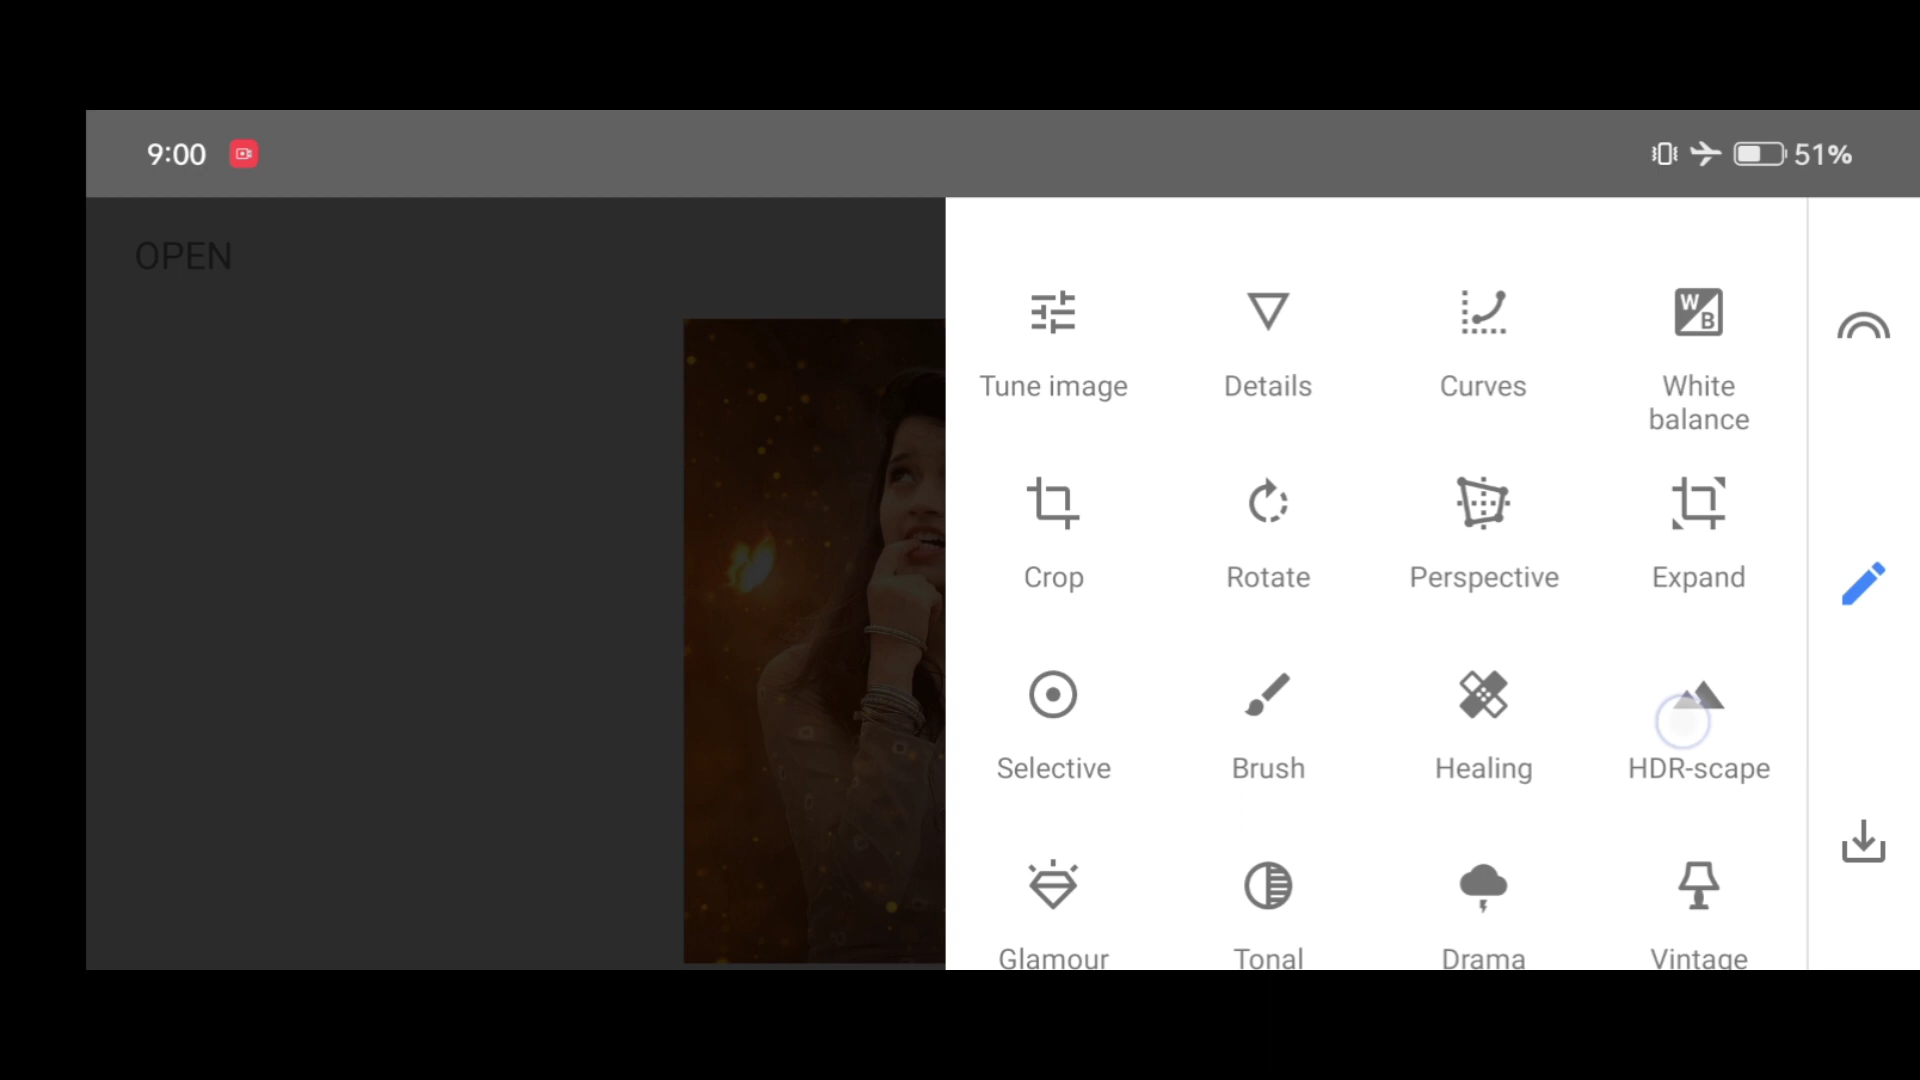 9:00
51%
OPEN
Tune image
Details
Curves
White
balance
Crop
Rotate
Perspective
Expand
Selective
Brush
Healing
HDR-scape
Glamour
Tonal
Drama
Vintage